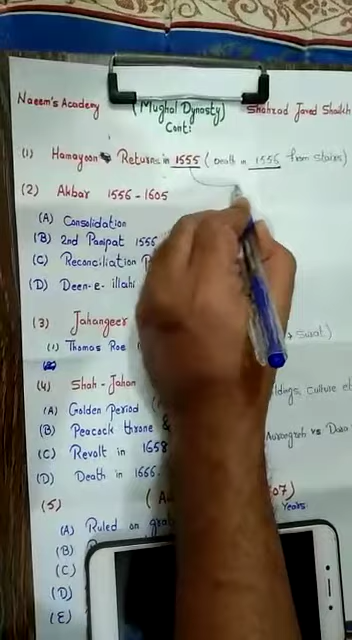 Naeem's Academy (Mughal Dynasty) Shahzad Javed Shaikh
Cont:
(1) Hamayoon Returns in 1555 (Death in 1556 from stairs)
(2) Akbar 1556-1605
(A) Consolidation
(B) 2nd Panipat 1556
(C) Reconciliation
(D) Deen-e-illahi
(3) Jahangeer
(1) Thomas Roe Surat)
(4) Shah-Jahan ldings, culture et
(A) Golden Period
(B) Peacock throne & Aurangzeb vs Dara
(C) Revolt in 1658
(D) Death in 1666
(5) (A 07)
(A) Ruled on Years
(B)
(C)
(D)
(E)